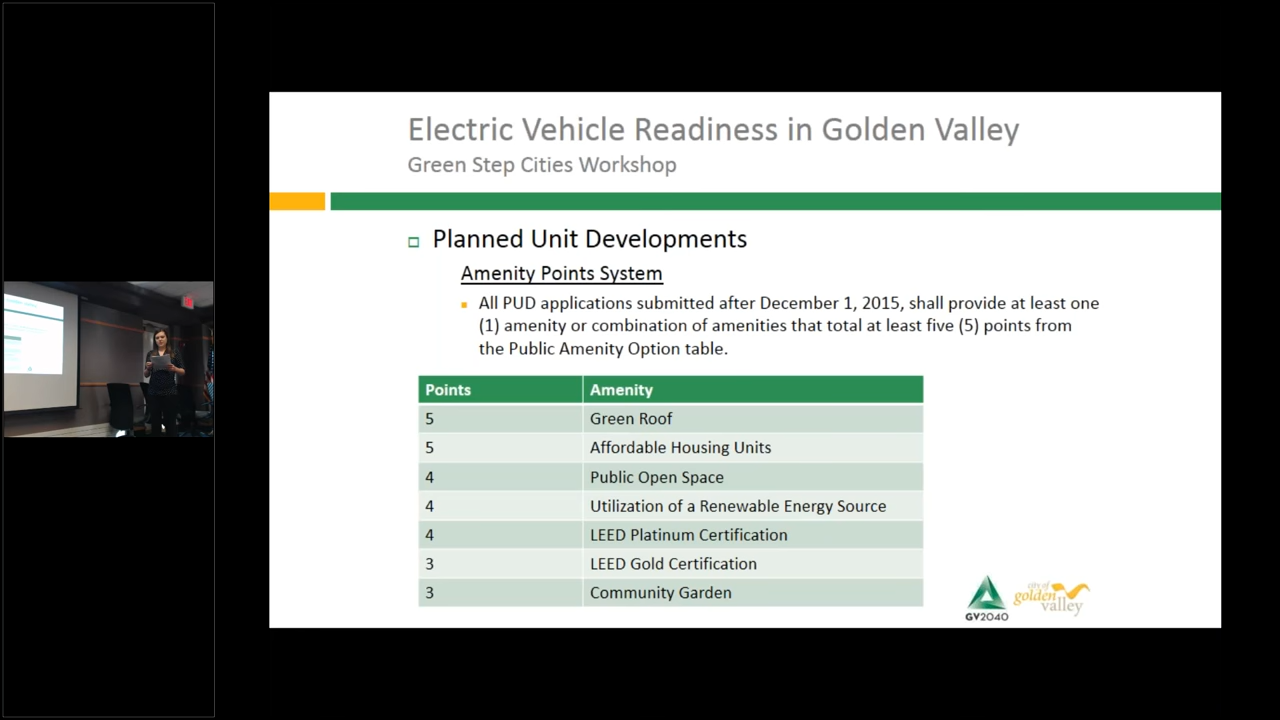 Electric Vehicle Readiness in Golden Valley
Green Step Cities Workshop
Planned Unit Developments
Amenity Points System
All PUD applications submitted after December 1, 2015, shall provide at least one
(1) amenity or combination of amenities that total at least five (5) points from
the Public Amenity Option table.
Points Amenity
5 Green Roof
5 Affordable Housing Units
4 Public Open Space
4 Utilization of a Renewable Energy Source
4 LEED Platinum Certification
3 LEED Gold Certification
3 Community Garden
GV2040
city of
golden
valley